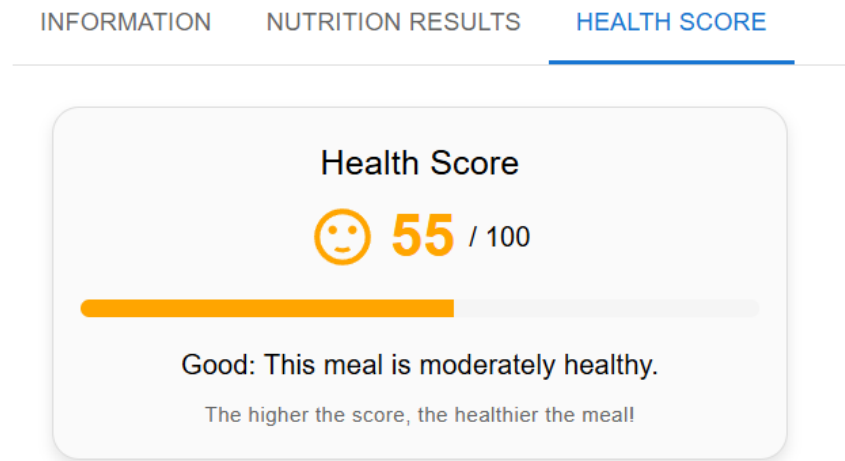 INFORMATION NUTRITION RESULTS HEALTH SCORE
Health Score
55 / 100
Good: This meal is moderately healthy.
The higher the score, the healthier the meal!